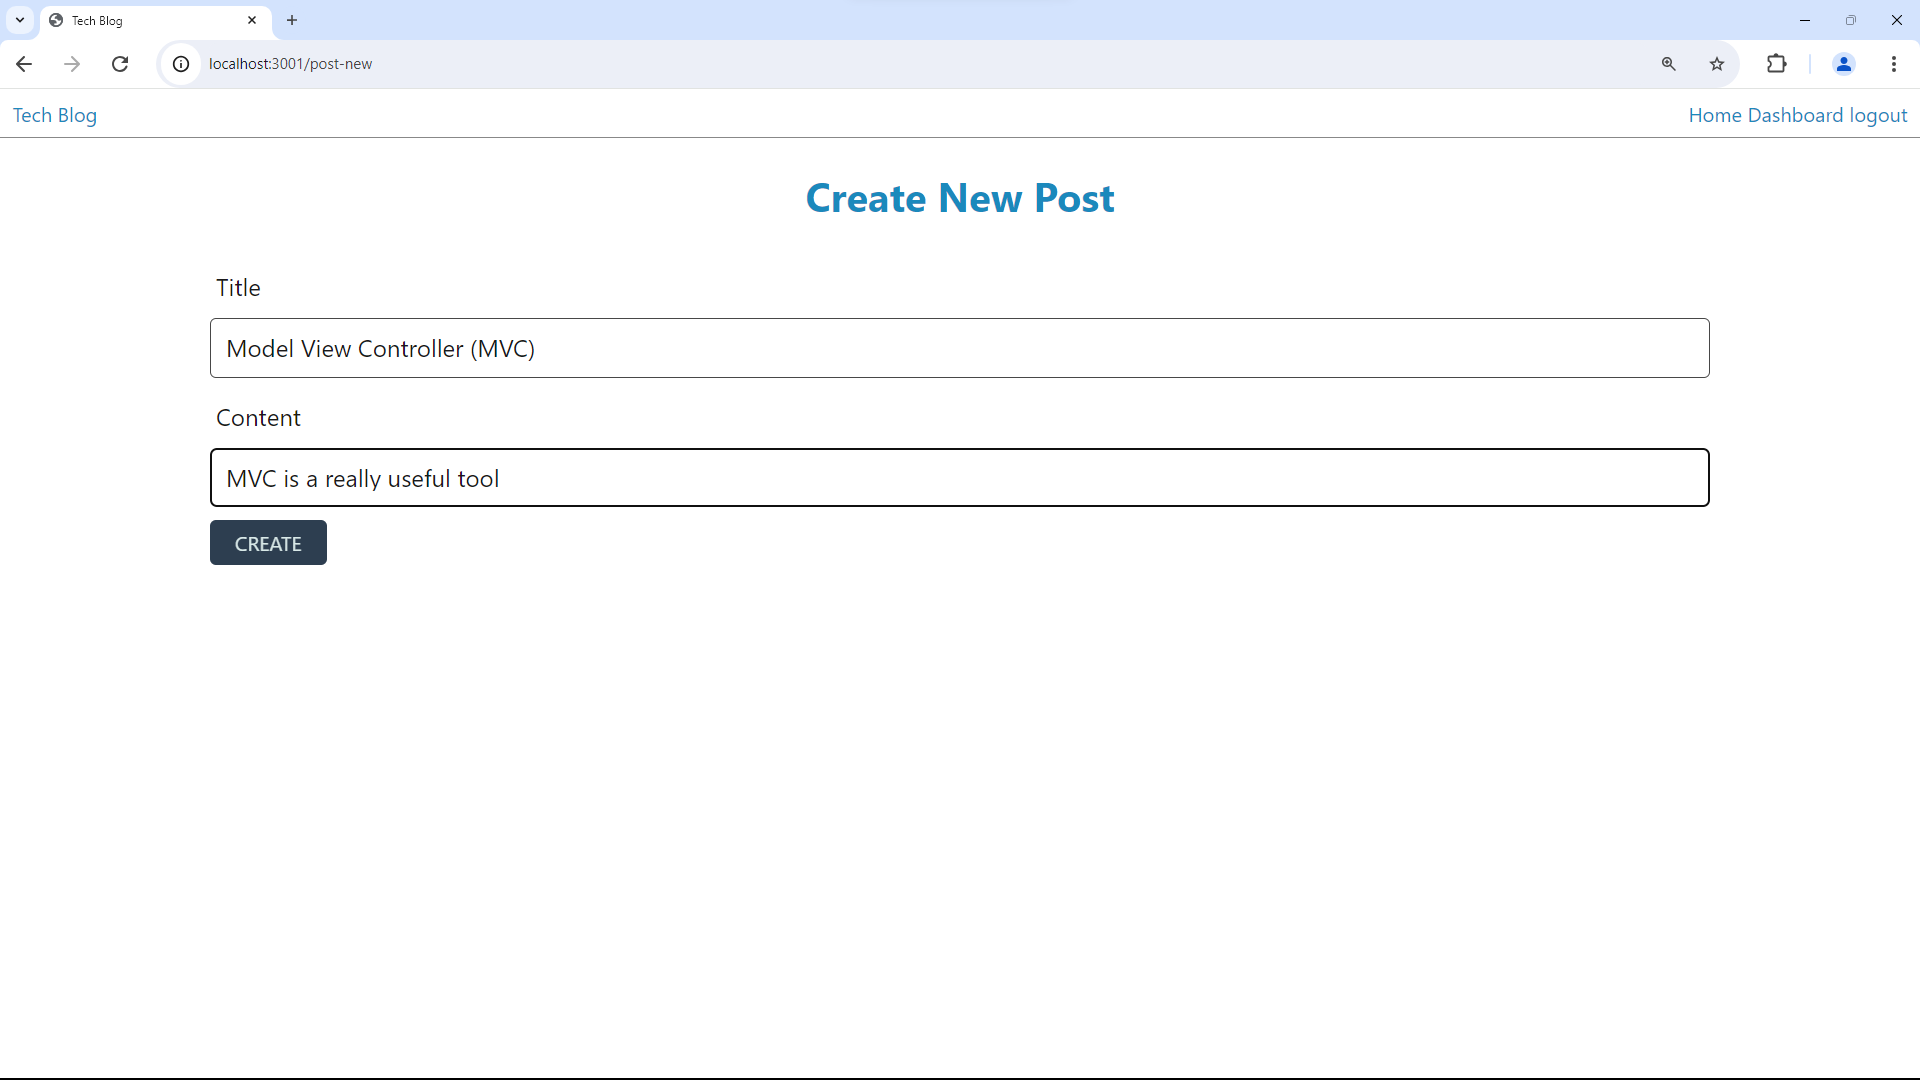 Tech Blog
localhost:3001/post-new
Tech Blog
Home Dashboard logout
Create New Post
Title
Model View Controller (MVC)
Content
MVC is a really useful tool
CREATE